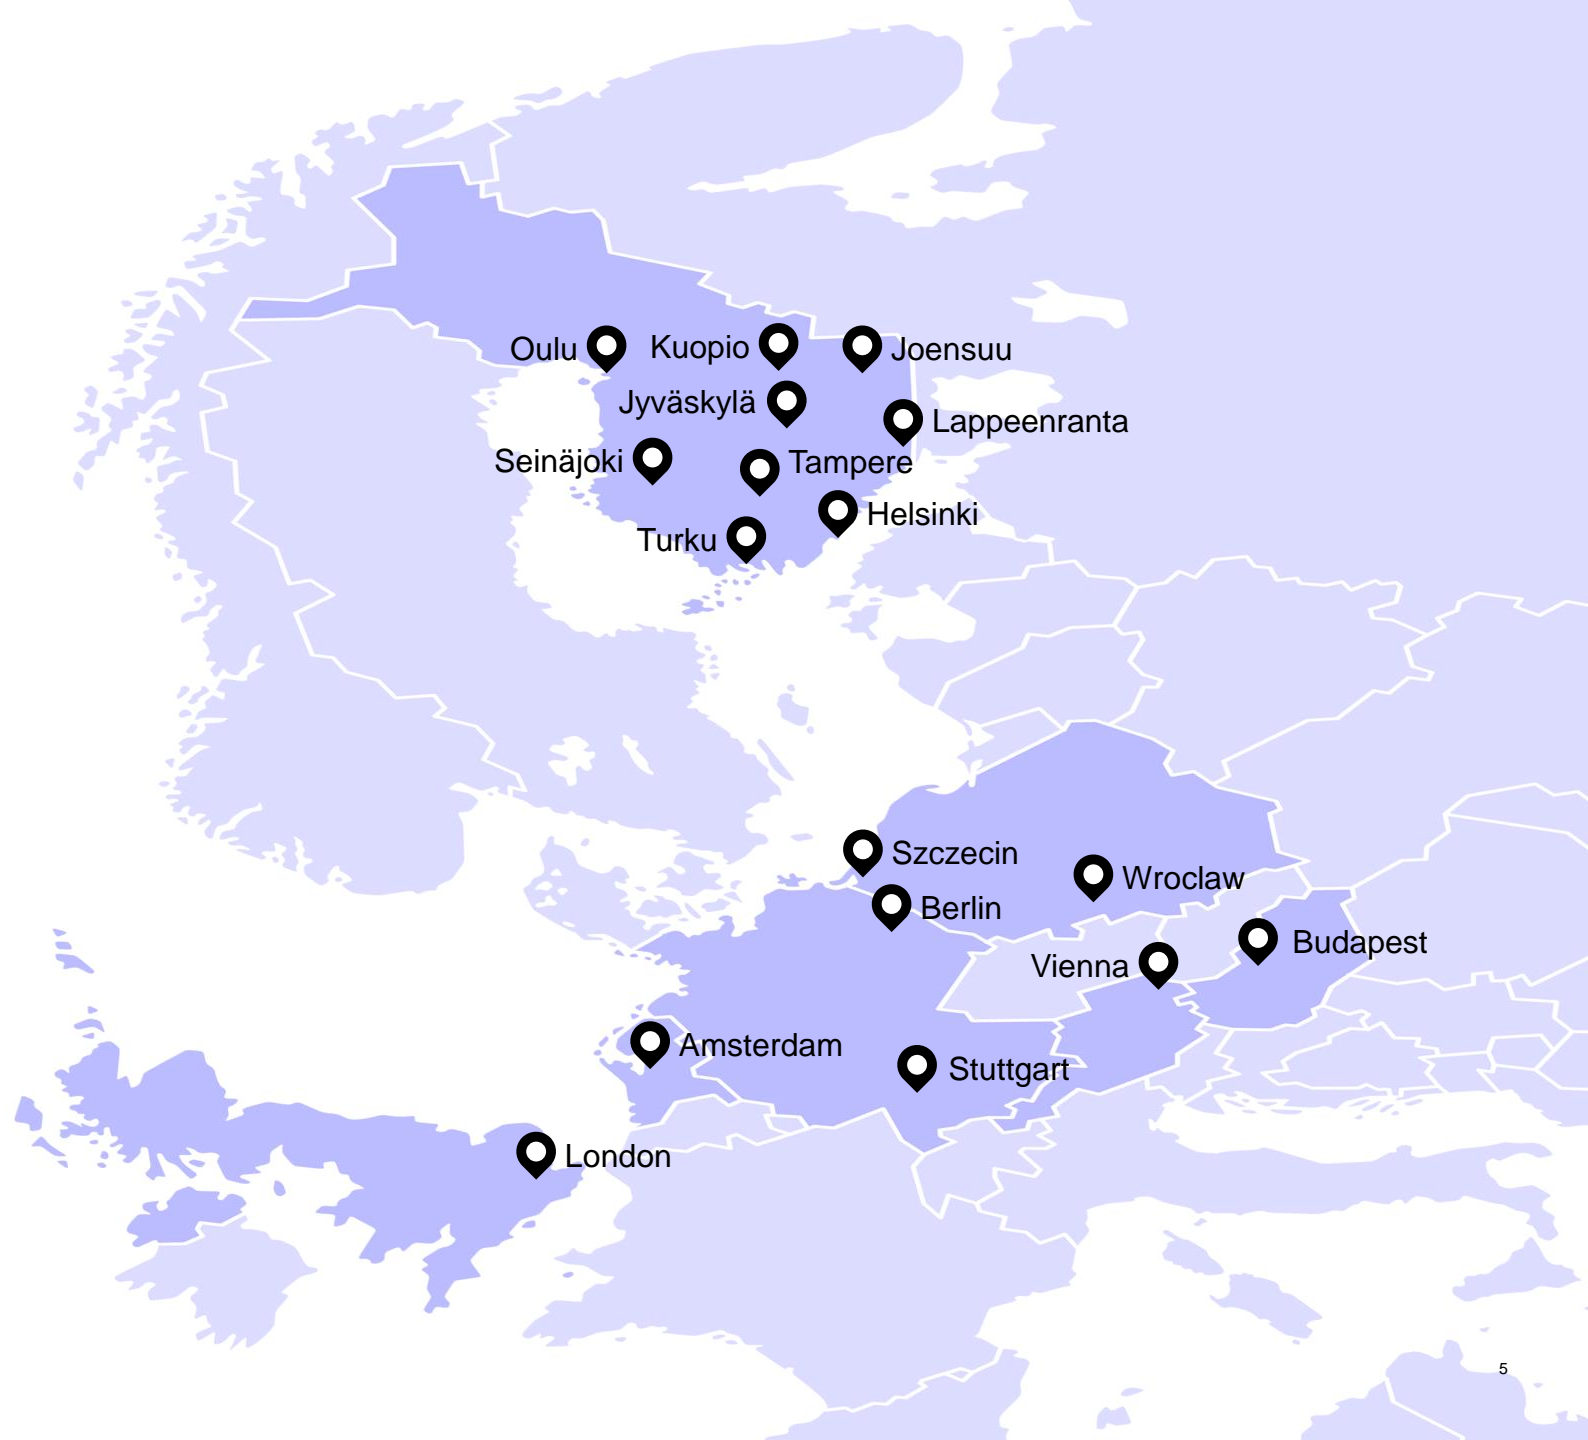 Oulu
Kuopio
Joensuu
Jyväskylä
Lappeenranta
Seinäjoki
Tampere
Helsinki
Turku
Szczecin
Wroclaw
Berlin
Budapest
Vienna
Amsterdam
Stuttgart
London
5